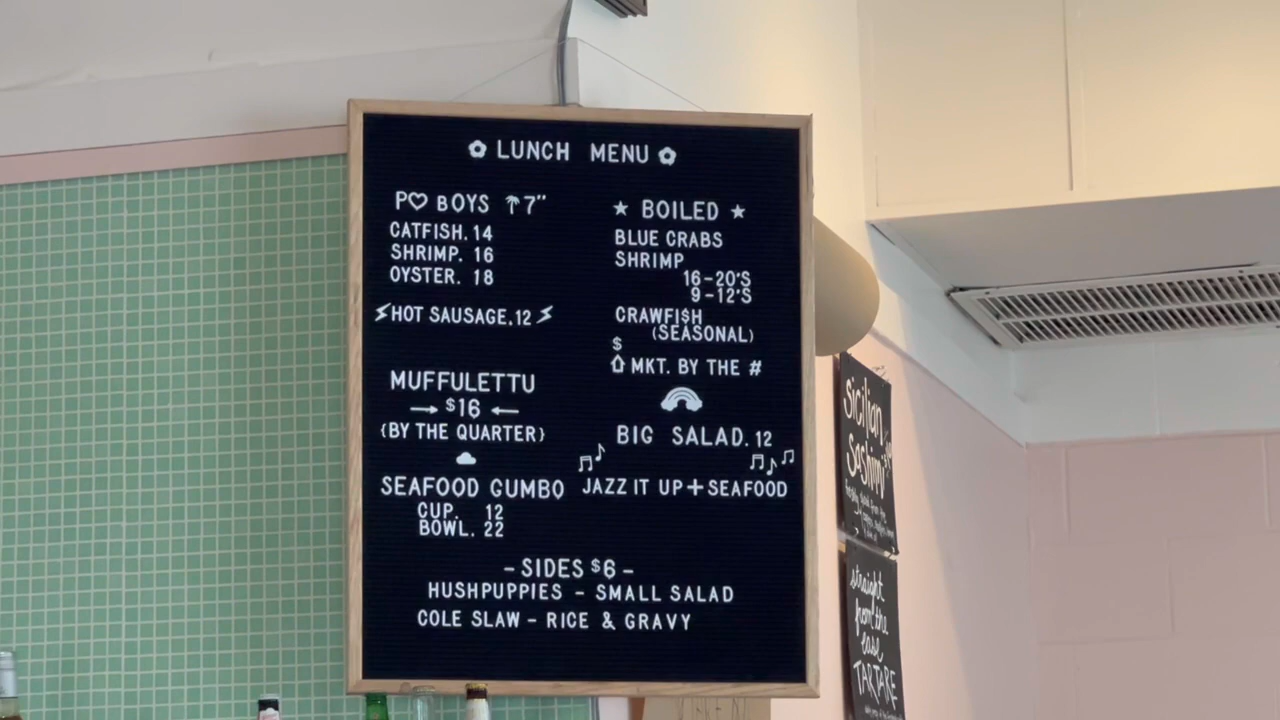 LUNCH MENU
PO BOYS 7"
CATFISH. 14
SHRIMP. 16
OYSTER. 18
HOT SAUSAGE. 12
MUFFULETTU
$16
(BY THE QUARTER)
SEAFOOD GUMBO
CUP. 12
BOWL. 22
BOILED
BLUE CRABS
SHRIMP
16-20'S
9-12'S
CRAWFI$H
(SEASONAL)
$
MKT. BY THE #
BIG SALAD. 12
JAZZ IT UP + SEAFOOD
- SIDES $6 -
HUSHPUPPIES - SMALL SALAD
COLE SLAW - RICE & GRAVY
Sicilian
Sashimi
straight
from the
case
TARTARE